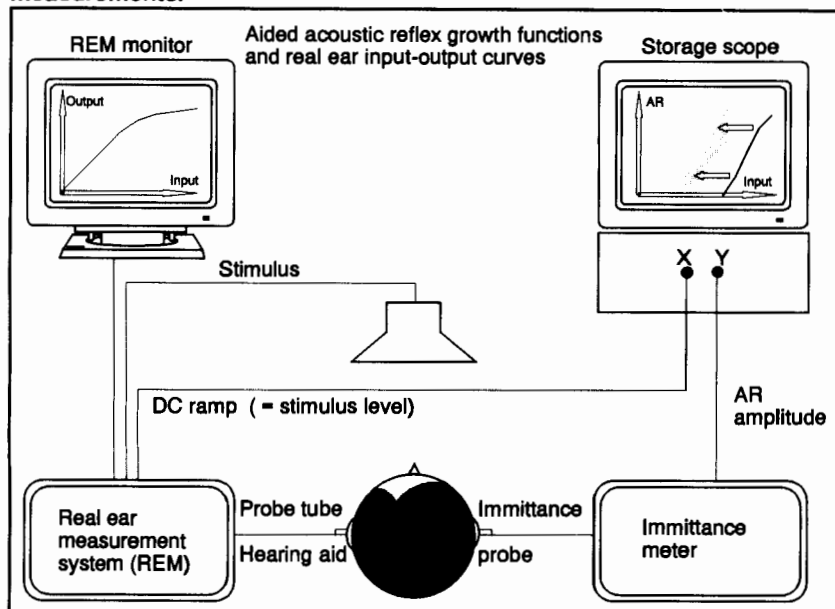 measurements.
REM monitor
Aided acoustic reflex growth functions
and real ear input-output curves
Storage scope
Output
Input
AR
Input
X Y
Stimulus
DC ramp ( = stimulus level)
AR
amplitude
Real ear
measurement
system (REM)
Probe tube
Hearing aid
Immittance
probe
Immittance
meter